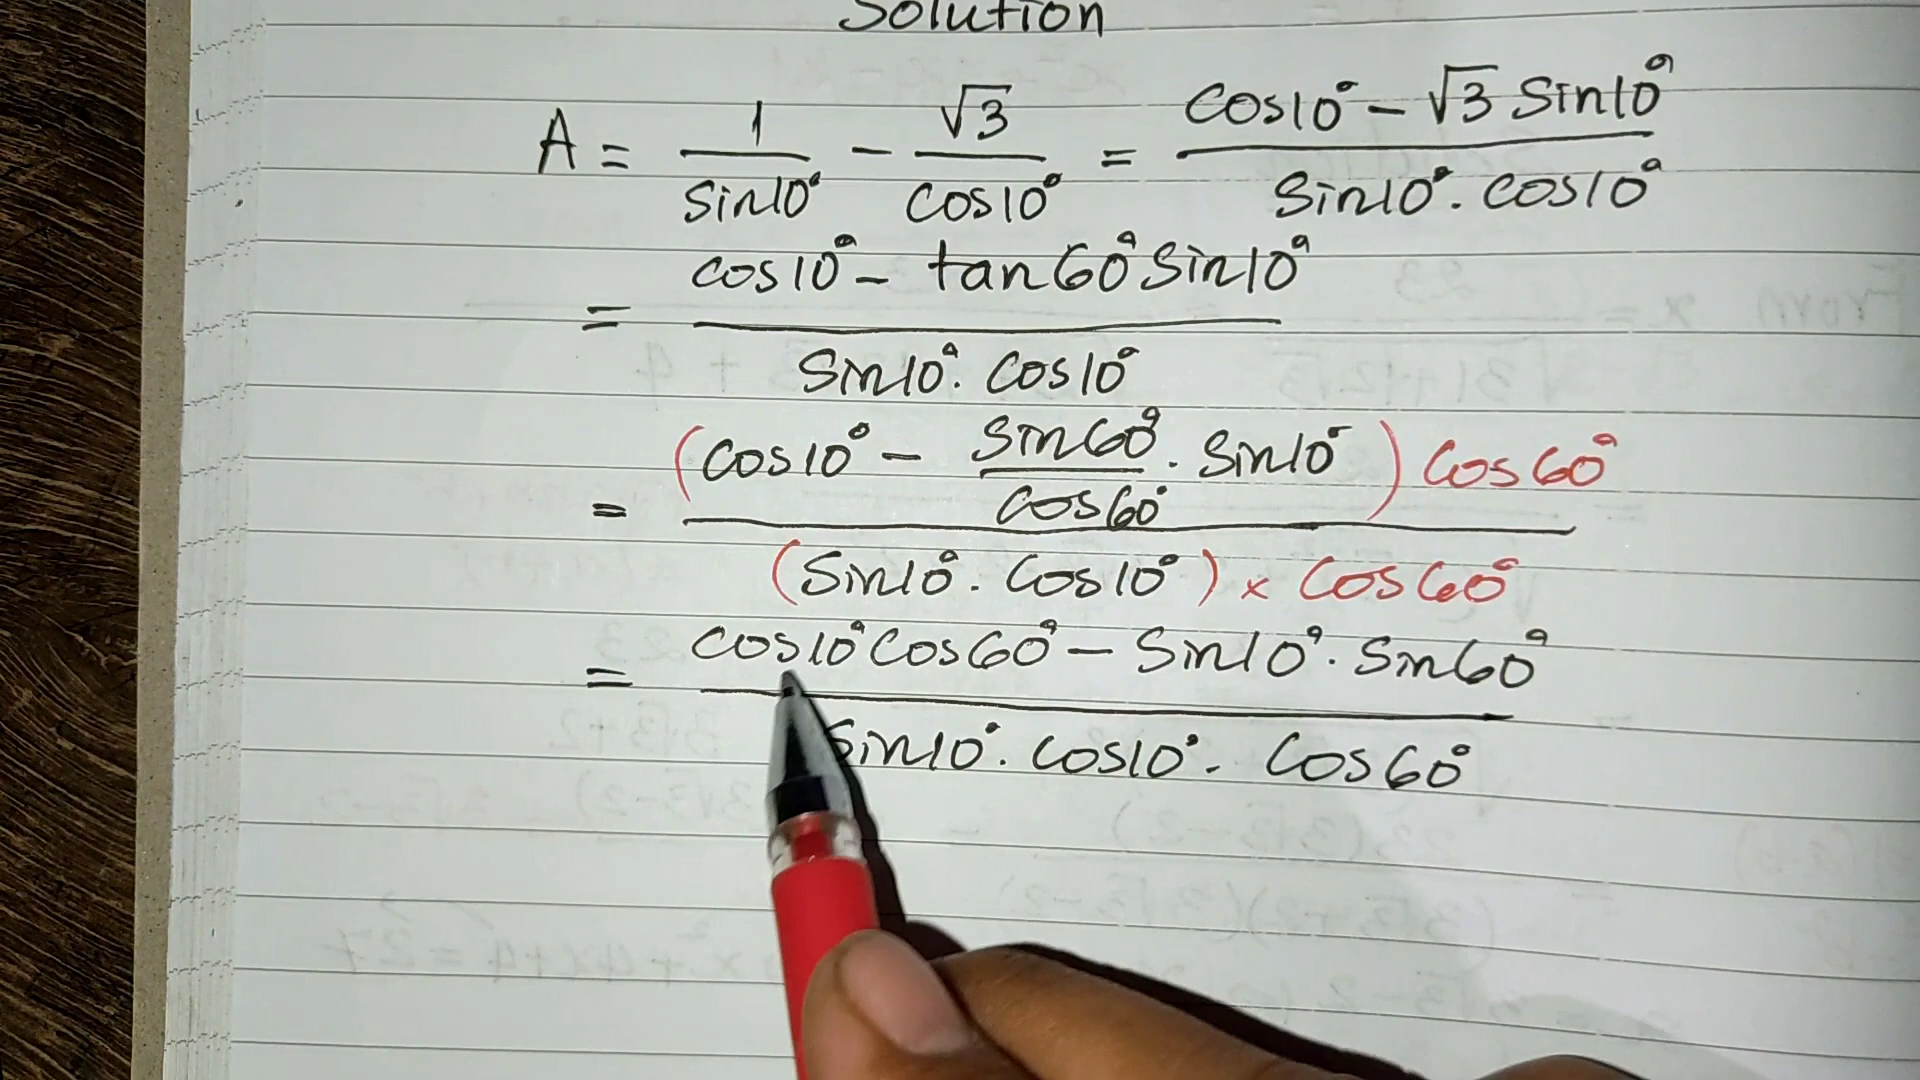 Solution
A = 1/sin10° - √3/cos10° = (cos10° - √3 sin10°)/(sin10° . cos10°)
= (cos10° - tan60° sin10°)/(sin10° . cos10°)
= (cos10° - sin60°/cos60° . sin10°) cos60°/(sin10° . cos10°) × cos60°
= cos10° cos60° - sin10° . sin60°/sin10° . cos10° . cos60°